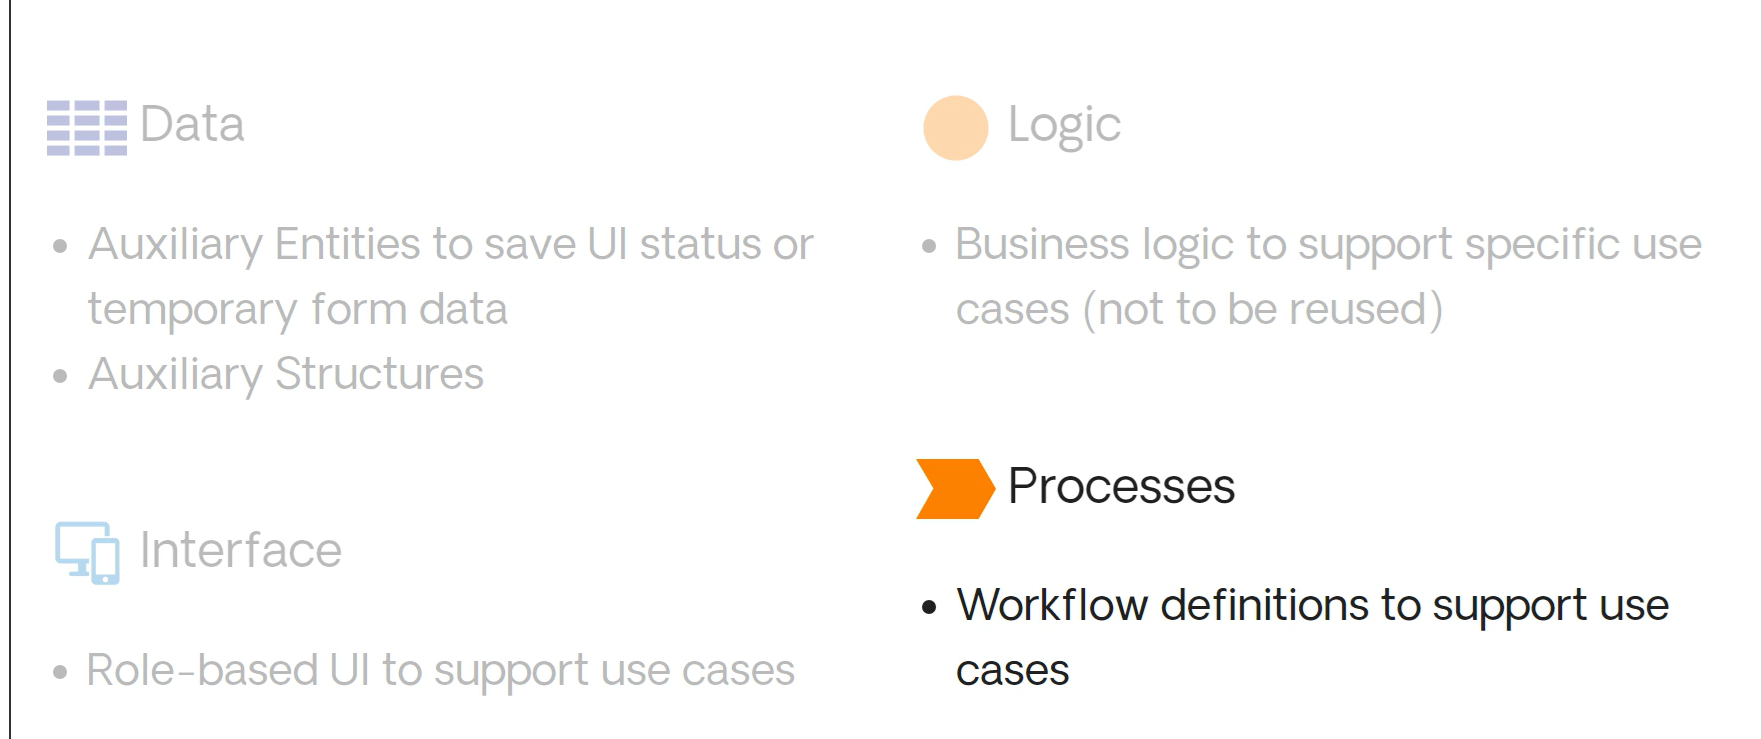 Data
• Auxiliary Entities to save UI status or
temporary form data
• Auxiliary Structures
Interface
• Role-based UI to support use cases
Logic
• Business logic to support specific use
cases (not to be reused)
Processes
• Workflow definitions to support use
cases